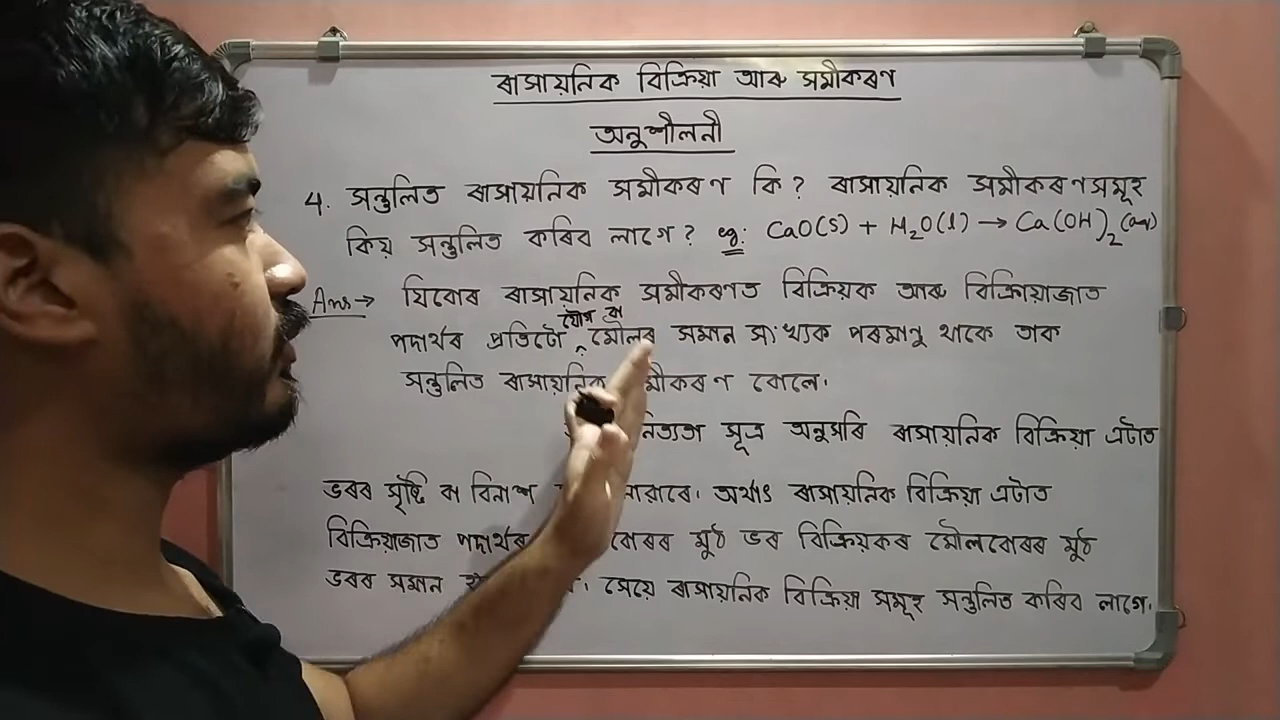 ৰাসায়নিক বিক্ৰিয়া আৰু সমীকৰণ
অনুশীলনী
4. সন্তুলিত ৰাসায়নিক সমীকৰণ কি? ৰাসায়নিক সমীকৰণসমূহ
কিয় সন্তুলিত কৰিব লাগে? eg: CaO(s) + H₂O(l) → Ca(OH)₂(aq)
Ans→ যিবোৰ ৰাসায়নিক সমীকৰণত বিক্ৰিয়ক আৰু বিক্ৰিয়াজাত
যৌগ বা
পদাৰ্থৰ প্ৰতিটো ‸ মৌলৰ সমান সংখ্যক পৰমানু থাকে তাক
সন্তুলিত ৰাসায়নিক সমীকৰণ বোলে।
নিত্যতা সূত্ৰ অনুসৰি ৰাসায়নিক বিক্ৰিয়া এটাত
ভৰৰ সৃষ্টি বা বিনাশ নোৱাৰে। অৰ্থাৎ ৰাসায়নিক বিক্ৰিয়া এটাত
বিক্ৰিয়াজাত পদাৰ্থৰ মুঠ ভৰ বিক্ৰিয়কৰ মৌলবোৰৰ মুঠ
ভৰৰ সমান সেয়ে ৰাসায়নিক বিক্ৰিয়া সমূহ সন্তুলিত কৰিব লাগে।